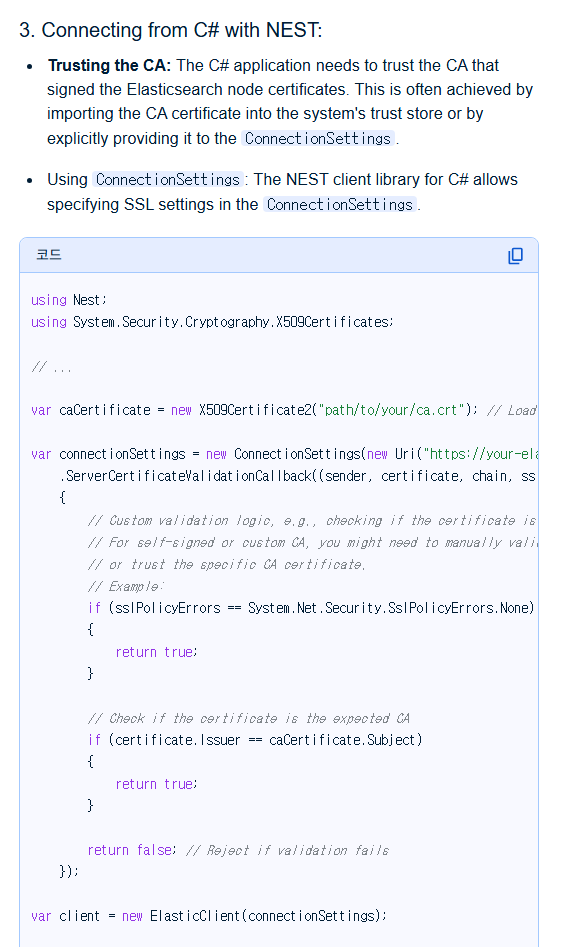 3. Connecting from C# with NEST:
• Trusting the CA: The C# application needs to trust the CA that
signed the Elasticsearch node certificates. This is often achieved by
importing the CA certificate into the system's trust store or by
explicitly providing it to the ConnectionSettings.
• Using ConnectionSettings: The NEST client library for C# allows
specifying SSL settings in the ConnectionSettings.
코드
using Nest;
using System.Security.Cryptography.X509Certificates;
// ...
var caCertificate = new X509Certificate2("path/to/your/ca.crt"); // Load
var connectionSettings = new ConnectionSettings(new Uri("https://your-ela
.ServerCertificateValidationCallback((sender, certificate, chain, ss
{
// Custom validation logic, e.g., checking if the certificate is
// For self-signed or custom CA, you might need to manually vali
// or trust the specific CA certificate.
// Example:
if (sslPolicyErrors == System.Net.Security.SslPolicyErrors.None)
{
return true;
}
// Check if the certificate is the expected CA
if (certificate.Issuer == caCertificate.Subject)
{
return true;
}
return false; // Reject if validation fails
});
var client = new ElasticClient(connectionSettings);